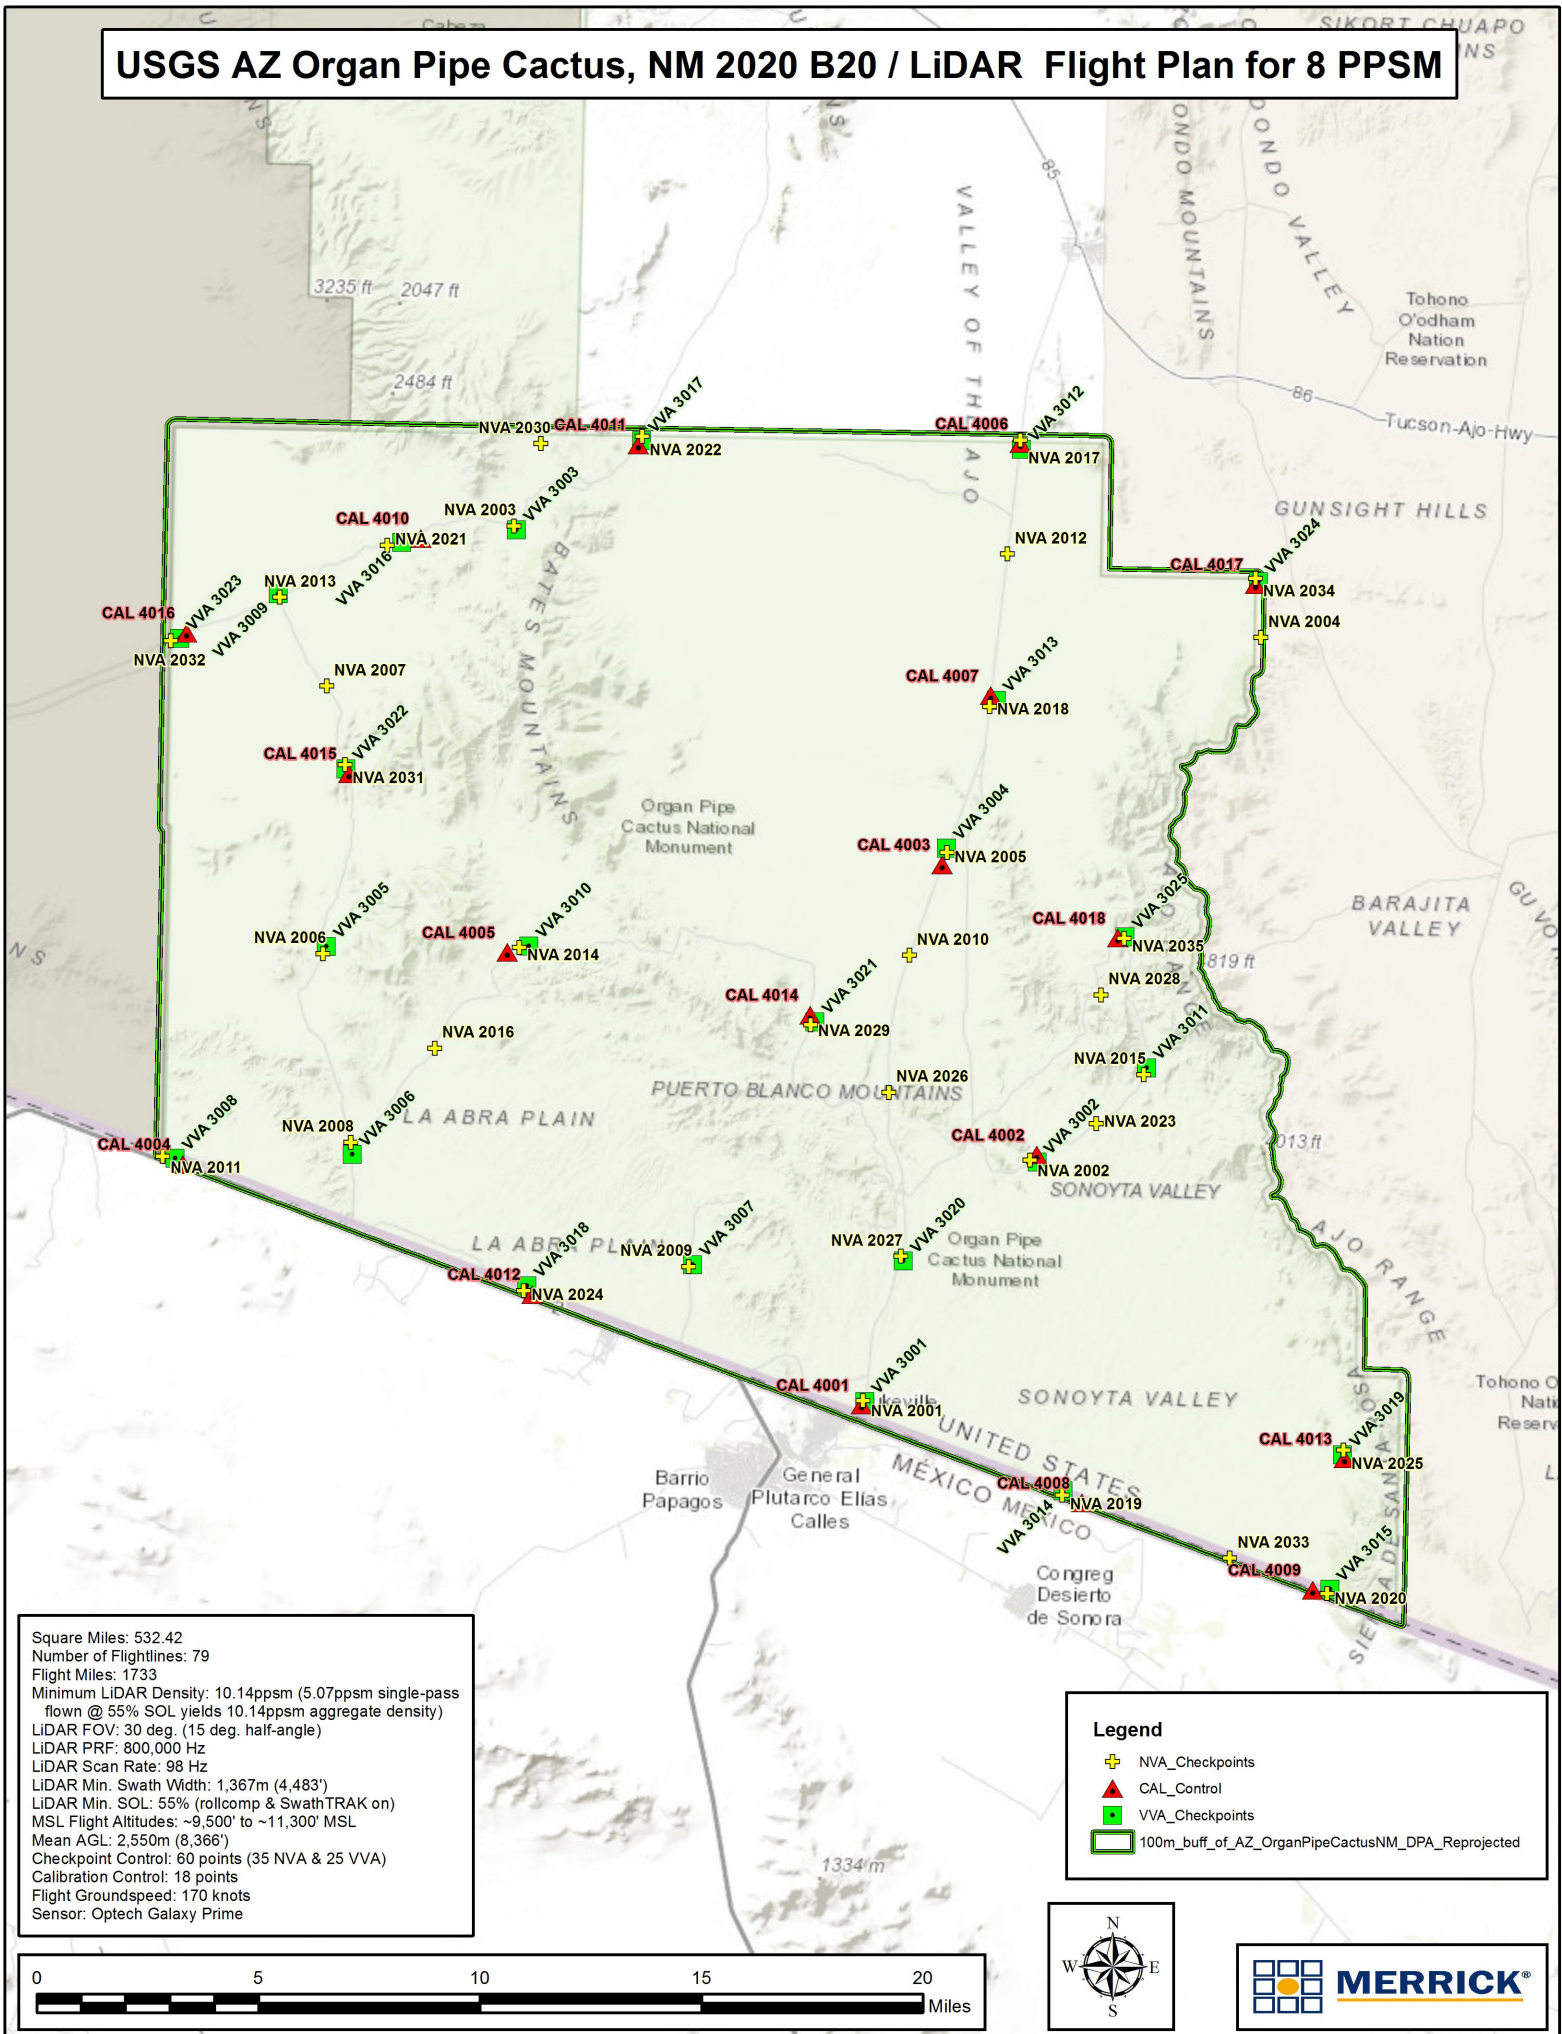 Cabeza
SIKORT CHUAPO
USGS AZ Organ Pipe Cactus, NM 2020 B20 / LiDAR Flight Plan for 8 PPSM
85
VALLEY OF THE AJO
3235 ft
2047 ft
2484 ft
Tohono
O'odham
Nation
Reservation
86
Tucson-Ajo-Hwy
GUNSIGHT HILLS
NVA 2030
CAL 4011
VVA 3017
NVA 2022
CAL 4006
VVA 3012
NVA 2017
NVA 2003
VVA 3003
CAL 4010
NVA 2021
VVA 3016
NVA 2012
CAL 4017
VVA 3024
NVA 2034
NVA 2004
NVA 2013
VVA 3009
CAL 4016
VVA 3023
NVA 2032
BATES MOUNTAINS
NVA 2007
CAL 4007
VVA 3013
NVA 2018
CAL 4015
VVA 3022
NVA 2031
Organ Pipe
Cactus National
Monument
CAL 4003
VVA 3004
NVA 2005
BARAJITA
VALLEY
NVA 2006
VVA 3005
CAL 4005
VVA 3010
NVA 2014
NVA 2010
CAL 4018
VVA 3025
NVA 2035
NVA 2028
CAL 4014
VVA 3021
NVA 2029
NVA 2016
NVA 2015
VVA 3011
NVA 2026
PUERTO BLANCO MOUNTAINS
LA ABRA PLAIN
NVA 2008
VVA 3006
NVA 2023
CAL 4002
VVA 3002
NVA 2002
SONOYTA VALLEY
CAL 4004
VVA 3008
NVA 2011
LA ABRA PLAIN
CAL 4012
VVA 3018
NVA 2024
NVA 2009
VVA 3007
NVA 2027
VVA 3020
Organ Pipe
Cactus National
Monument
AJO RANGE
CAL 4001
VVA 3001
NVA 2001
SONOYTA VALLEY
UNITED STATES
MÉXICO MEXICO
Barrio
Papagos
General
Plutarco Elías
Calles
CAL 4013
VVA 3019
NVA 2025
CAL 4008
NVA 2019
VVA 3014
NVA 2033
CAL 4009
VVA 3015
NVA 2020
Congreg
Desierto
de Sonora
1334 m
Square Miles: 532.42
Number of Flightlines: 79
Flight Miles: 1733
Minimum LiDAR Density: 10.14ppsm (5.07ppsm single-pass
flown @ 55% SOL yields 10.14ppsm aggregate density)
LiDAR FOV: 30 deg. (15 deg. half-angle)
LiDAR PRF: 800,000 Hz
LiDAR Scan Rate: 98 Hz
LiDAR Min. Swath Width: 1,367m (4,483')
LiDAR Min. SOL: 55% (rollcomp & SwathTRAK on)
MSL Flight Altitudes: ~9,500' to ~11,300' MSL
Mean AGL: 2,550m (8,366')
Checkpoint Control: 60 points (35 NVA & 25 VVA)
Calibration Control: 18 points
Flight Groundspeed: 170 knots
Sensor: Optech Galaxy Prime
Legend
NVA_Checkpoints
CAL_Control
VVA_Checkpoints
100m_buff_of_AZ_OrganPipeCactusNM_DPA_Reprojected
0 5 10 15 20
Miles
N
W E
S
MERRICK®